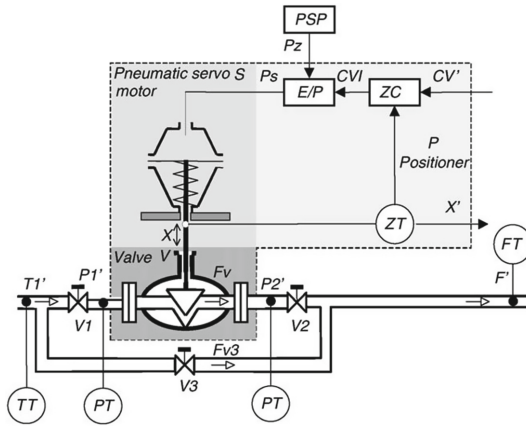 PSP
Pz
Pneumatic servo S
motor
Ps
CVI
CV'
E/P
ZC
P
Positioner
X
ZT
X'
Valve
V
FT
T1'
P1'
Fv
P2'
F'
V1
V2
Fv3
V3
TT
PT
PT